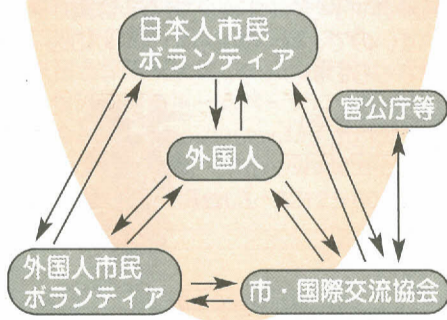 日本人市民
ボランティア
官公庁等
外国人
外国人市民
ボランティア
市・国際交流協会